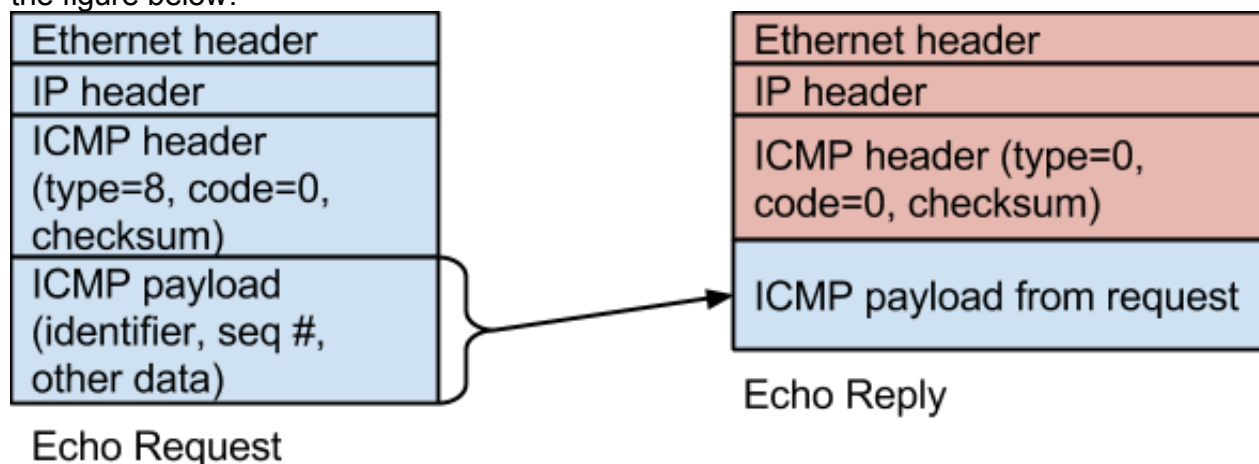 the figure below:
Ethernet header
IP header
ICMP header
(type=8, code=0,
checksum)
ICMP payload
(identifier, seq #,
other data)
Echo Request
Ethernet header
IP header
ICMP header (type=0,
code=0, checksum)
ICMP payload from request
Echo Reply